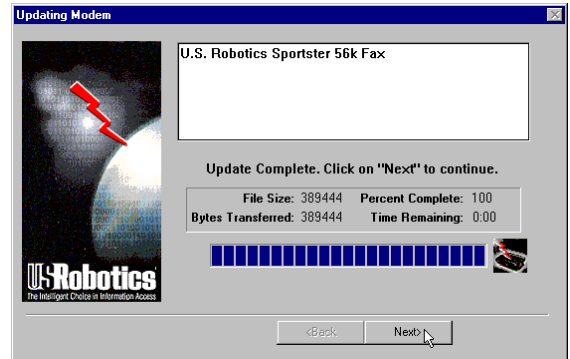 Updating Modem
U.S. Robotics Sportster 56k Fax
Update Complete. Click on "Next" to continue.
File Size: 389444 Percent Complete: 100
Bytes Transferred: 389444 Time Remaining: 0:00
USRobotics
The Intelligent Choice in Information Access
<Back Next>